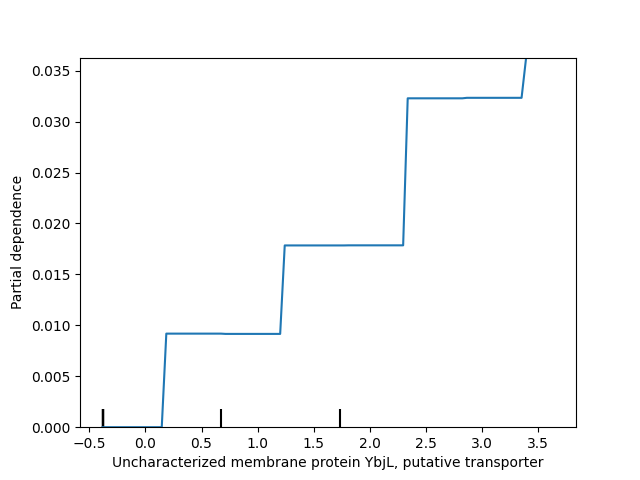 0.035
0.030
0.025
0.020
0.015
0.010
0.005
0.000
Partial dependence
−0.5 0.0 0.5 1.0 1.5 2.0 2.5 3.0 3.5
Uncharacterized membrane protein YbjL, putative transporter